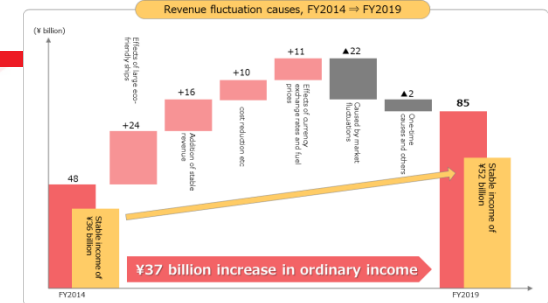 Revenue fluctuation causes, FY2014 ⇒ FY2019
(¥ billion)
48
Stable income of
¥36 billion
+24
Effects of large eco-
friendly ships
+16
Addition of stable
revenue
+10
cost reduction etc
+11
Effects of currency
exchange rates and fuel
prices
▲22
Caused by market
fluctuations
▲2
One-time
causes and others
85
Stable income of
¥52 billion
¥37 billion increase in ordinary income
FY2014
FY2019